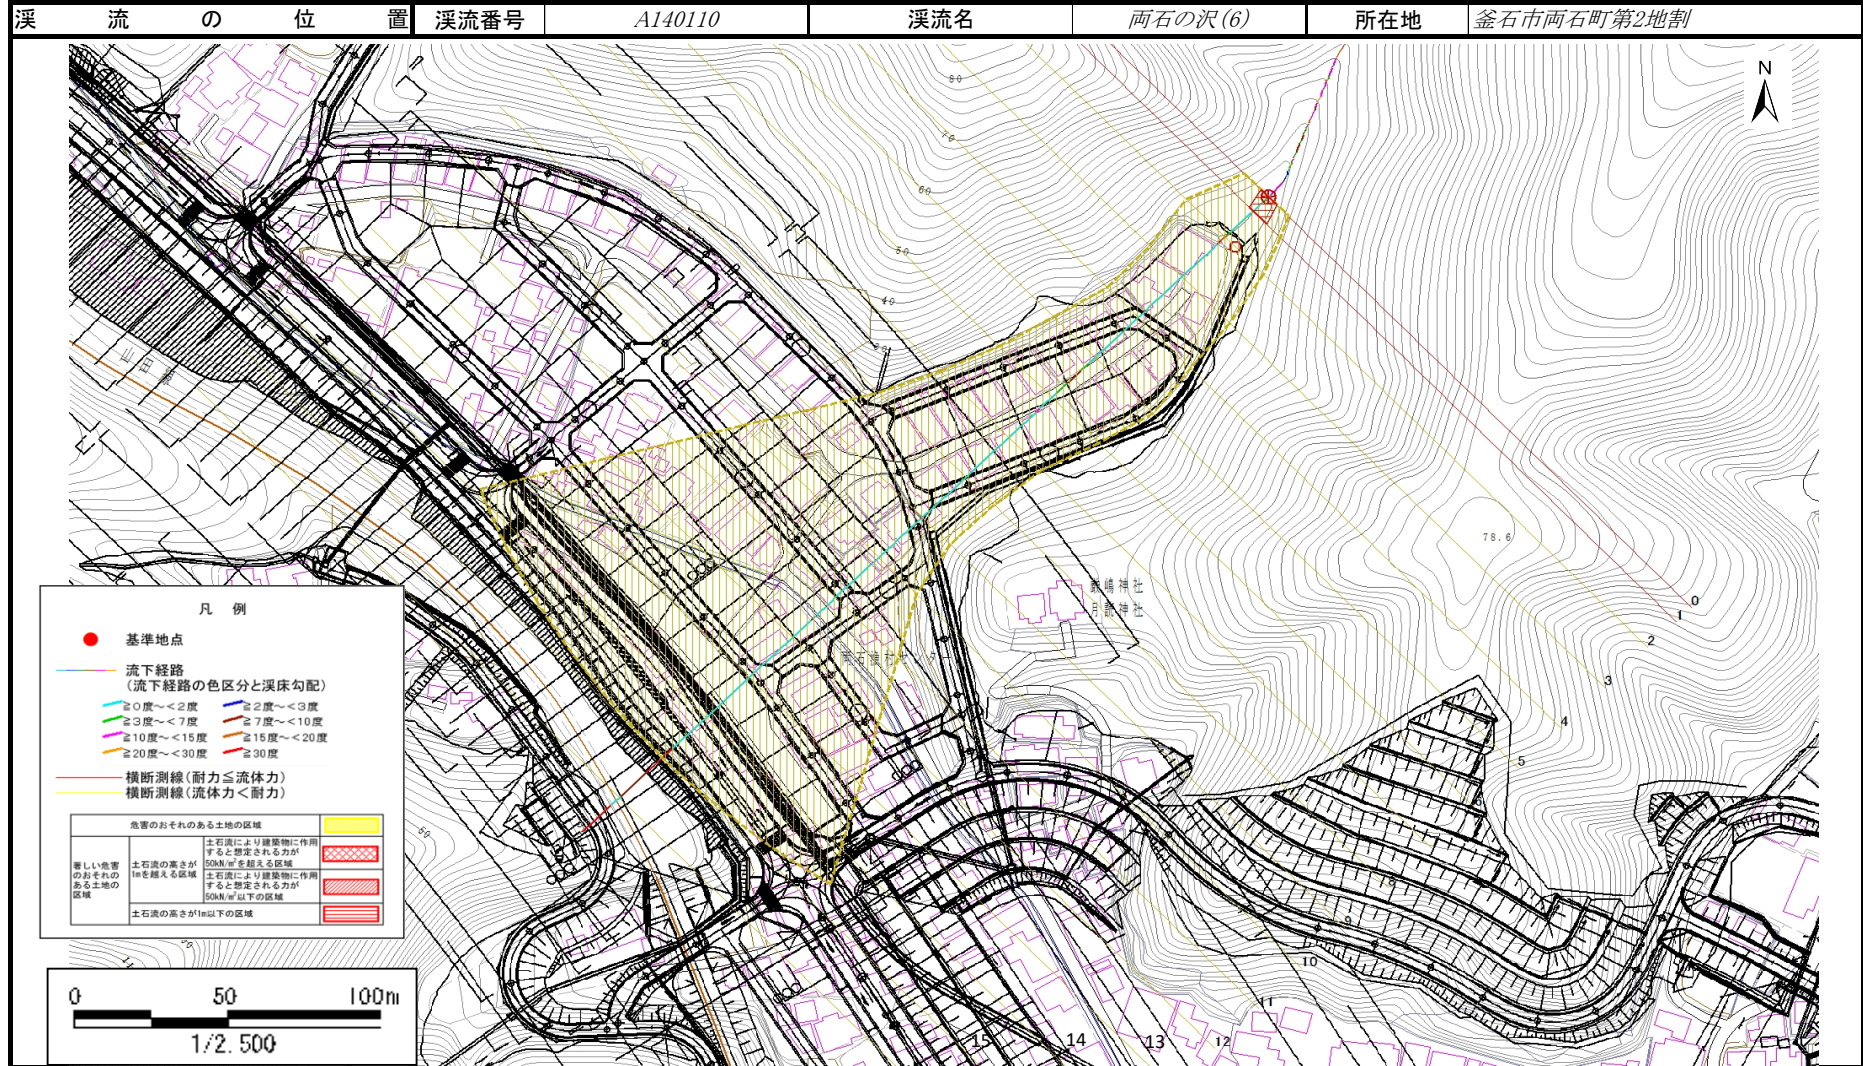 渓流の位置 渓流番号 A140110 渓流名 両石の沢(6) 所在地 釜石市両石町第2地割
N
80
70
60
50
40
山田線
78.6
厳嶋神社
月読神社
0
1
2
3
4
5
9
10
11
12
13
14
15
60
凡 例
基準地点
流下経路
(流下経路の色区分と渓床勾配)
≧0度~<2度 ≧2度~<3度
≧3度~<7度 ≧7度~<10度
≧10度~<15度 ≧15度~<20度
≧20度~<30度 ≧30度
横断測線(耐力≦流体力)
横断測線(流体力<耐力)
危害のおそれのある土地の区域
著しい危害のおそれのある土地の区域
土石流の高さが1mを越える区域
土石流により建築物に作用すると想定される力が50kN/㎡を超える区域
土石流により建築物に作用すると想定される力が50kN/㎡以下の区域
土石流の高さが1m以下の区域
0 50 100m
1/2.500